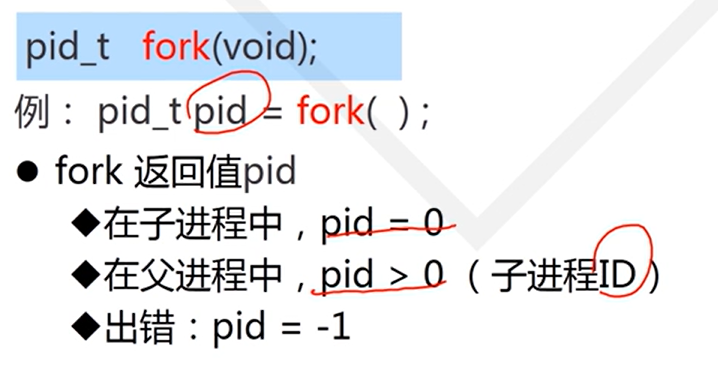 pid_t fork(void);
例：pid_t pid = fork( ) ;
● fork 返回值pid
◆在子进程中，pid = 0
◆在父进程中，pid > 0 （子进程ID）
◆出错：pid = -1